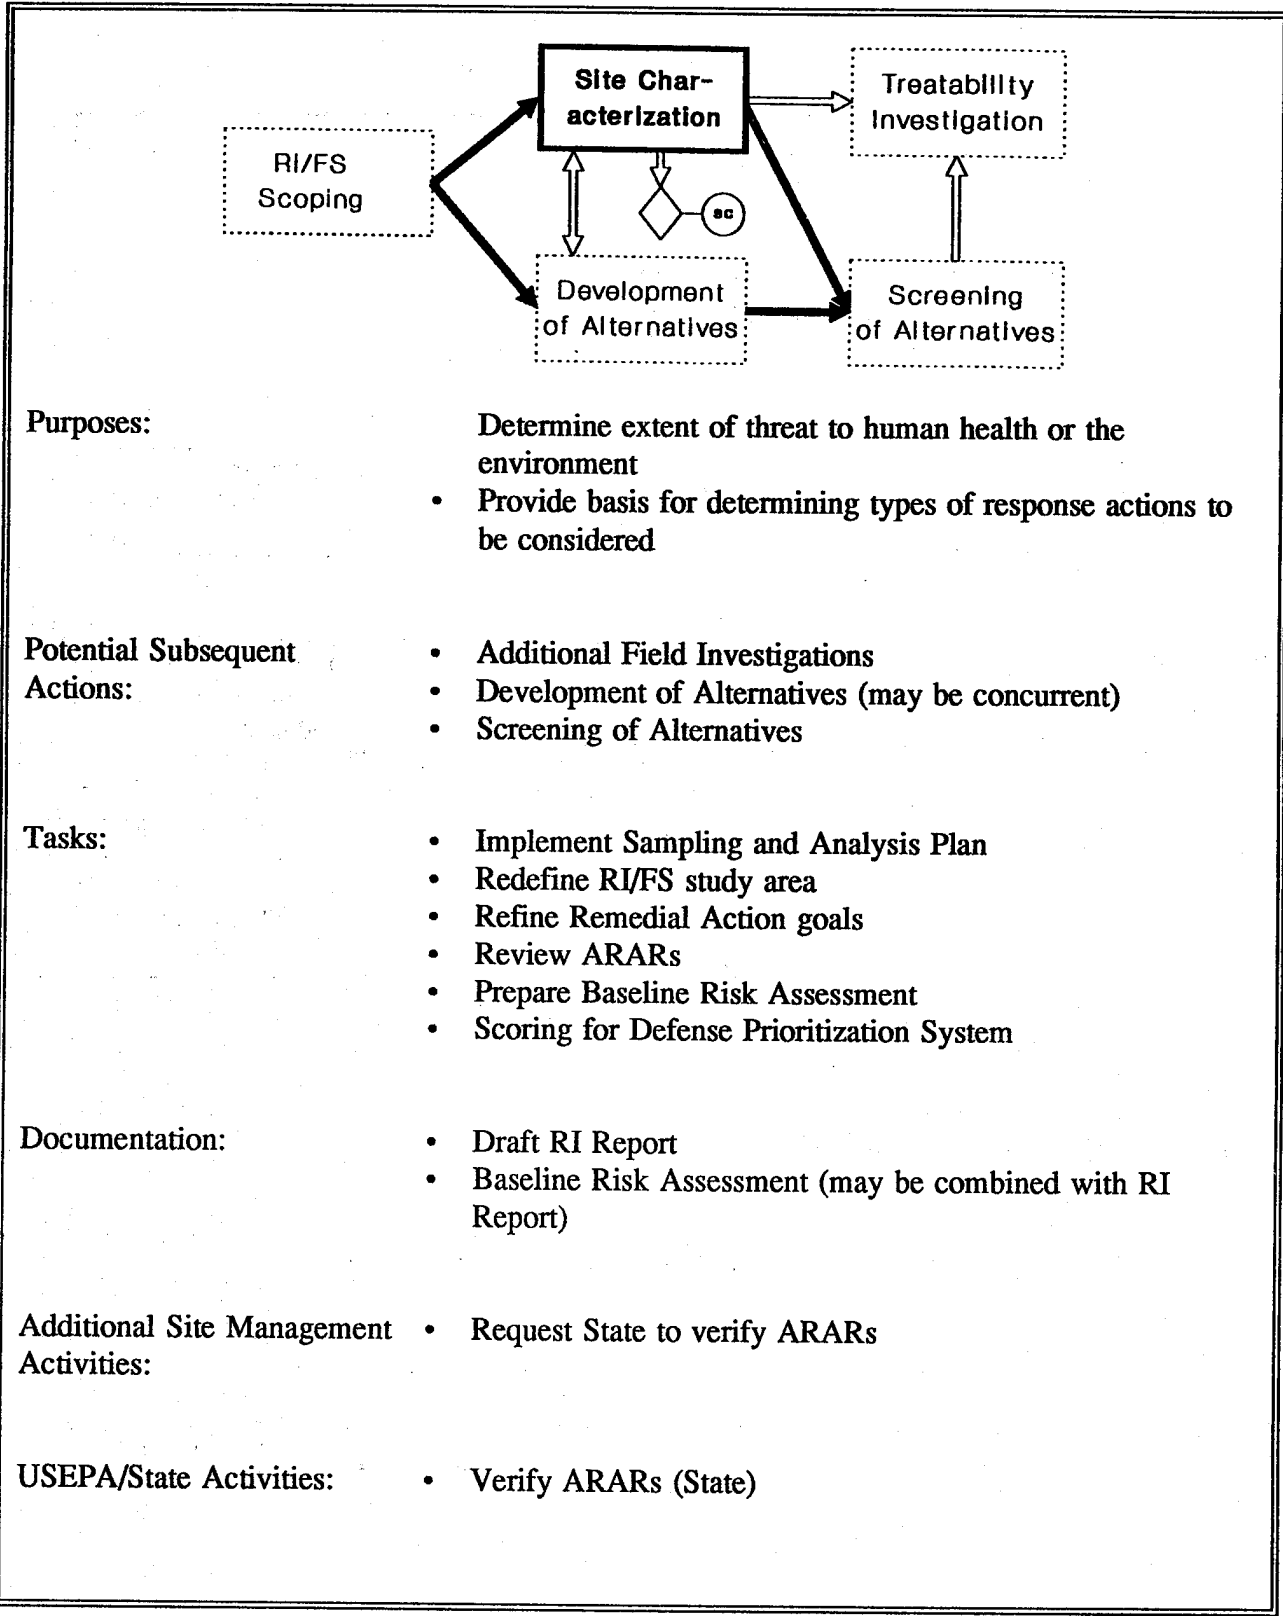 Site Char-
acterization
Treatability
Investigation
RI/FS
Scoping
sc
Development
of Alternatives
Screening
of Alternatives
Purposes:
Determine extent of threat to human health or the
environment
• Provide basis for determining types of response actions to
be considered
Potential Subsequent
Actions:
• Additional Field Investigations
• Development of Alternatives (may be concurrent)
• Screening of Alternatives
Tasks:
• Implement Sampling and Analysis Plan
• Redefine RI/FS study area
• Refine Remedial Action goals
• Review ARARs
• Prepare Baseline Risk Assessment
• Scoring for Defense Prioritization System
Documentation:
• Draft RI Report
• Baseline Risk Assessment (may be combined with RI
Report)
Additional Site Management
Activities:
• Request State to verify ARARs
USEPA/State Activities:
• Verify ARARs (State)